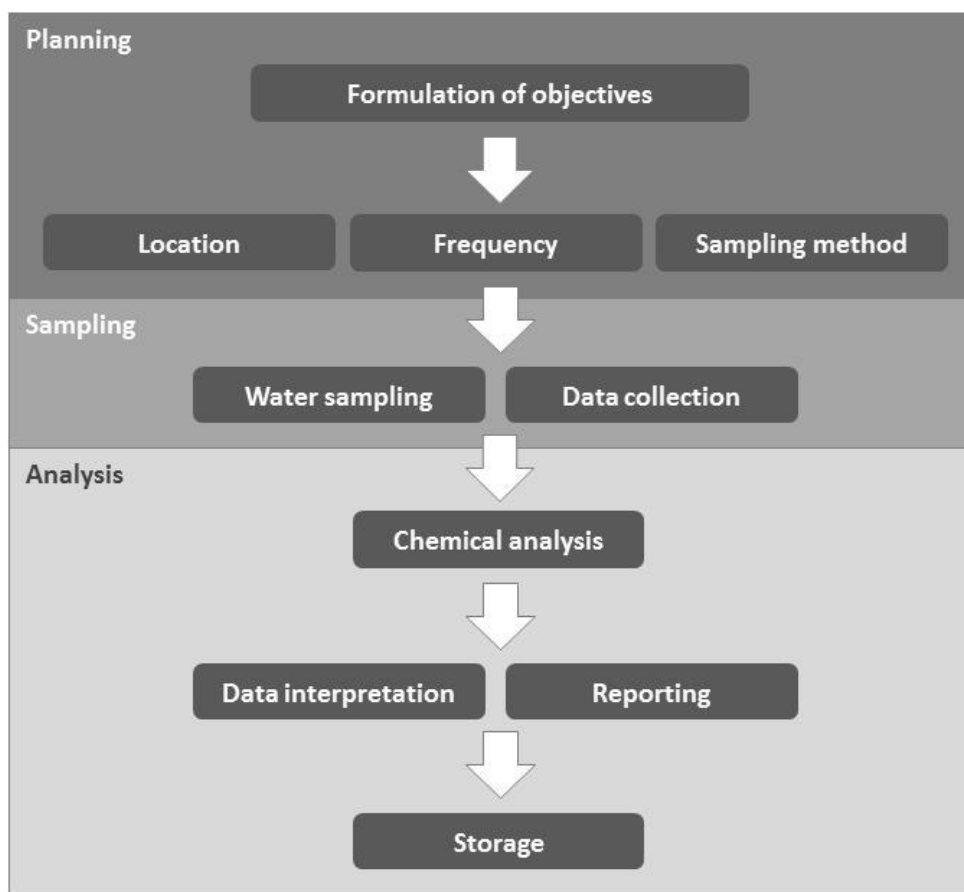 Planning
Formulation of objectives
Location
Frequency
Sampling method
Sampling
Water sampling
Data collection
Analysis
Chemical analysis
Data interpretation
Reporting
Storage